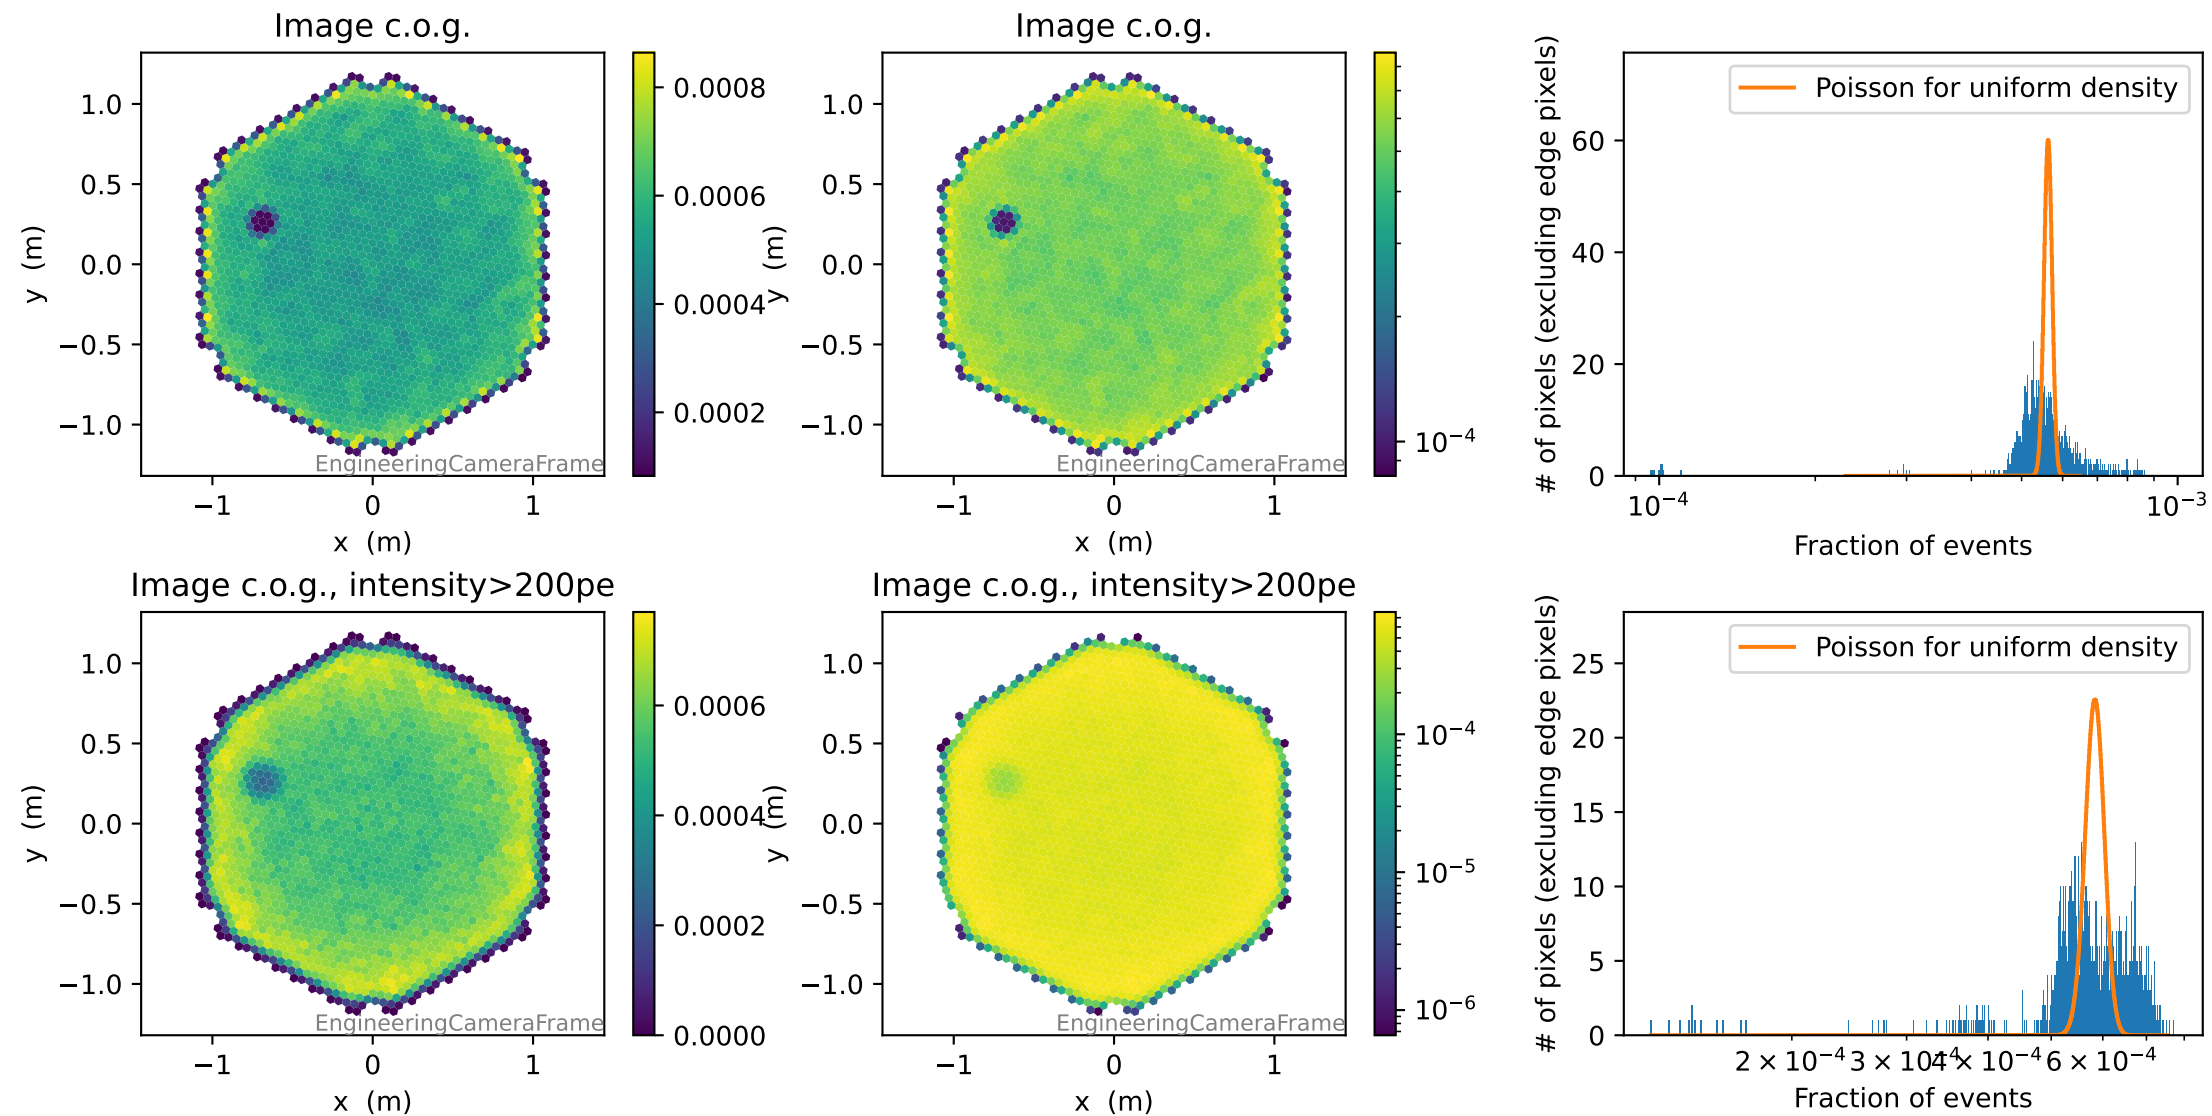 Image c.o.g.
1.0
0.5
0.0
−0.5
−1.0
y (m)
−1
0
1
x (m)
EngineeringCameraFrame
0.0008
0.0006
0.0004
0.0002
Image c.o.g.
1.0
0.5
0.0
−0.5
−1.0
y (m)
−1
0
1
x (m)
EngineeringCameraFrame
10⁻⁴
# of pixels (excluding edge pixels)
60
40
20
0
Poisson for uniform density
10⁻⁴
10⁻³
Fraction of events
Image c.o.g., intensity>200pe
1.0
0.5
0.0
−0.5
−1.0
y (m)
−1
0
1
x (m)
EngineeringCameraFrame
0.0006
0.0004
0.0002
0.0000
Image c.o.g., intensity>200pe
1.0
0.5
0.0
−0.5
−1.0
y (m)
−1
0
1
x (m)
EngineeringCameraFrame
10⁻⁴
10⁻⁵
10⁻⁶
# of pixels (excluding edge pixels)
25
20
15
10
5
0
Poisson for uniform density
2 × 10⁻⁴
3 × 10⁻⁴
4 × 10⁻⁴
6 × 10⁻⁴
Fraction of events